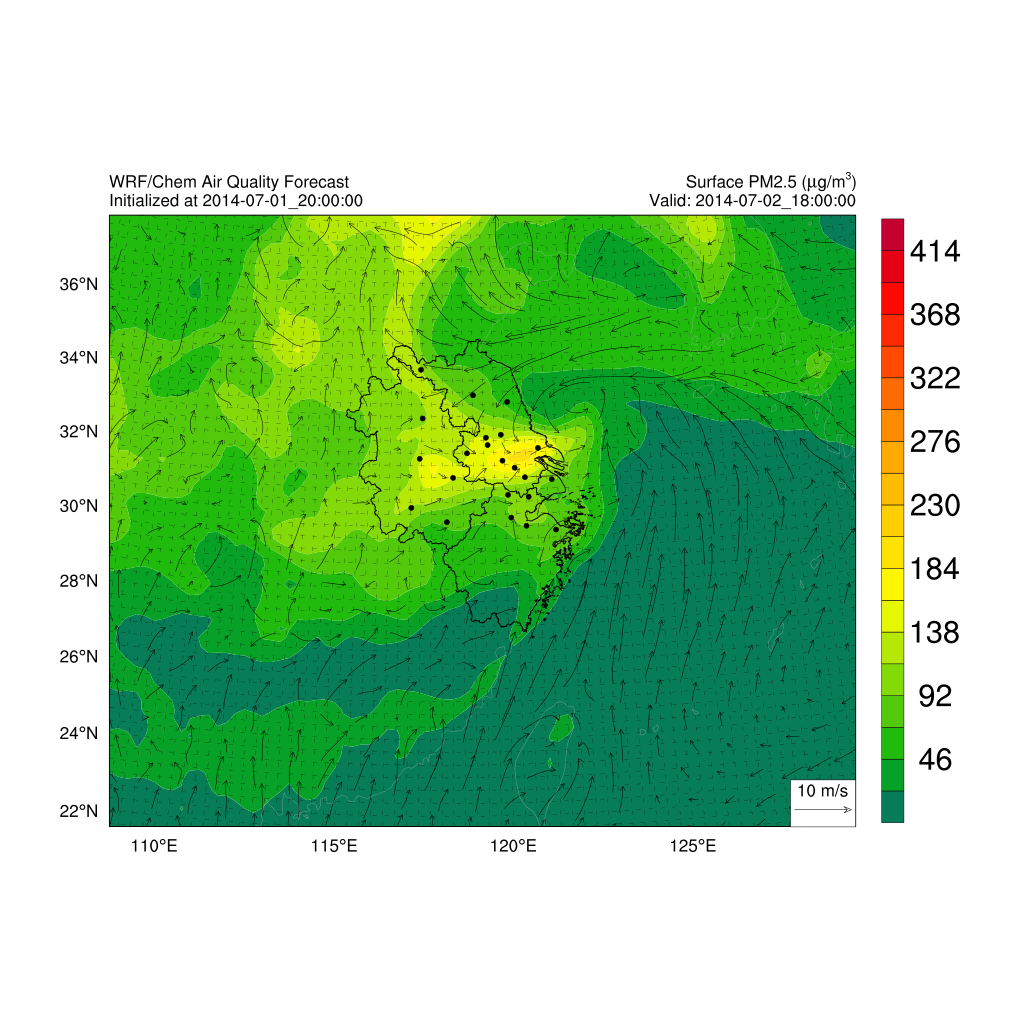 WRF/Chem Air Quality Forecast
Initialized at 2014-07-01_20:00:00
Surface PM2.5 (μg/m³)
Valid: 2014-07-02_18:00:00
36°N
34°N
32°N
30°N
28°N
26°N
24°N
22°N
110°E
115°E
120°E
125°E
10 m/s
414
368
322
276
230
184
138
92
46